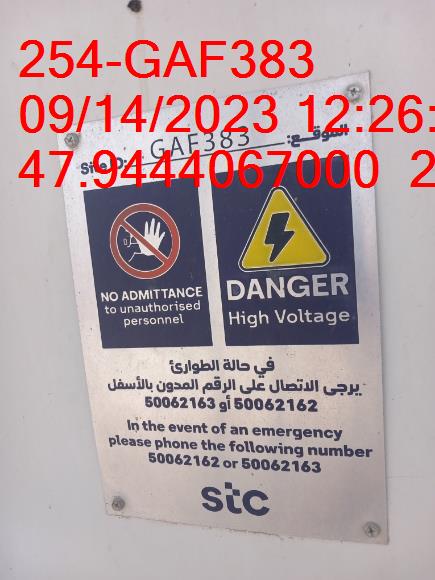 254-GAF383
09/14/2023 12:26:
47.9444067000 2
Site ID: GAF383 الموقع:
NO ADMITTANCE
to unauthorised
personnel
DANGER
High Voltage
في حالة الطوارئ
يرجى الاتصال على الرقم المدون بالأسفل
50062162 أو 50062163
In the event of an emergency
please phone the following number
50062162 or 50062163
stc